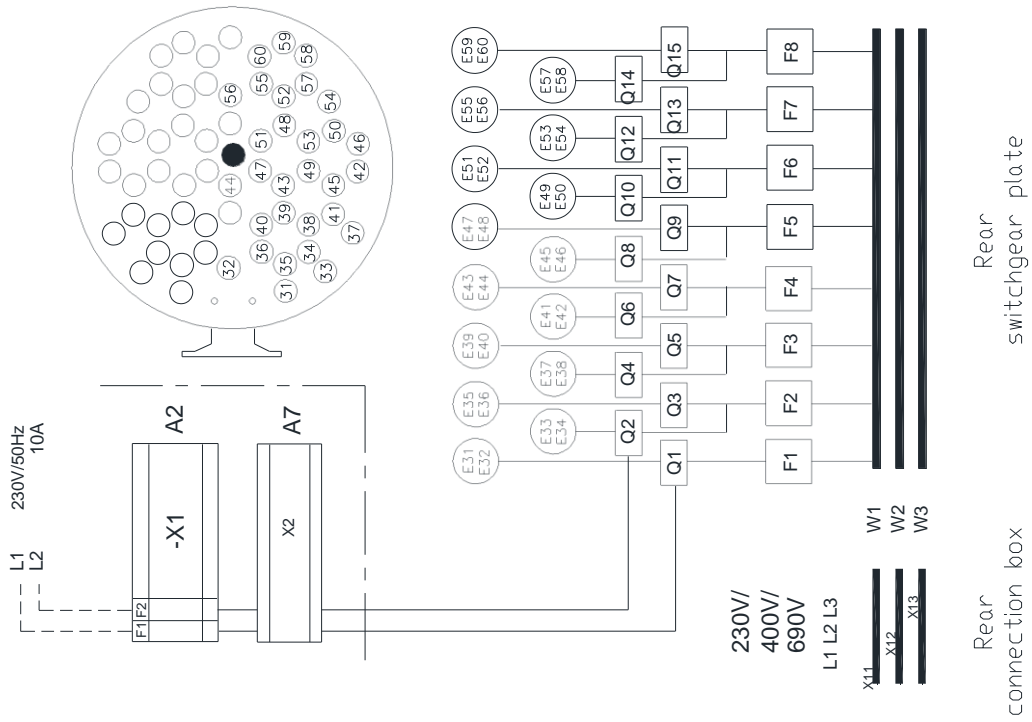 59
60
58
55
57
56
52
54
48
50
51
53
46
47
49
42
44
43
45
39
41
40
38
37
36
34
32
35
33
31
E59
E60
Q15
F8
E57
E58
Q14
E55
E56
Q13
F7
E53
E54
Q12
E51
E52
Q11
F6
E49
E50
Q10
E47
E48
Q9
F5
E45
E46
Q8
E43
E44
Q7
F4
E41
E42
Q6
E39
E40
Q5
F3
E37
E38
Q4
E35
E36
Q3
F2
E33
E34
Q2
E31
E32
Q1
F1
Rear
switchgear plate
230V/50Hz
10A
L1
L2
A2
-X1
F1 F2
A7
X2
W1
W2
W3
230V/
400V/
690V
L1 L2 L3
X11
X12
X13
Rear
connection box